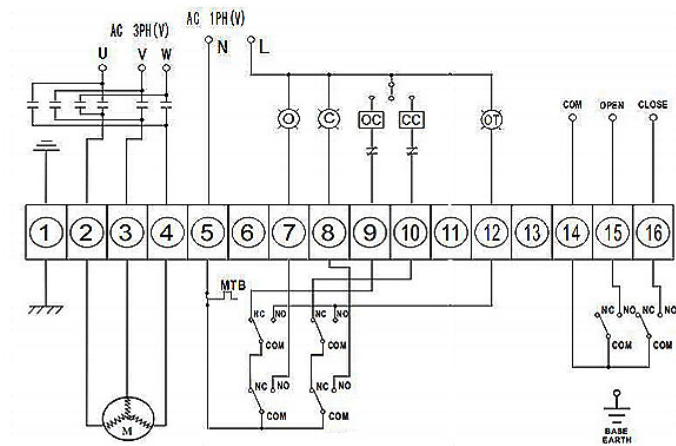 AC 3PH(V)
AC 1PH(V)
U V W
N L
O C OC CC OT
COM OPEN CLOSE
1 2 3 4 5 6 7 8 9 10 11 12 13 14 15 16
MTB
NC NO NC NO
COM COM
NC NO NC NO
COM COM
NC NO NC NO
COM
M
BASE
EARTH